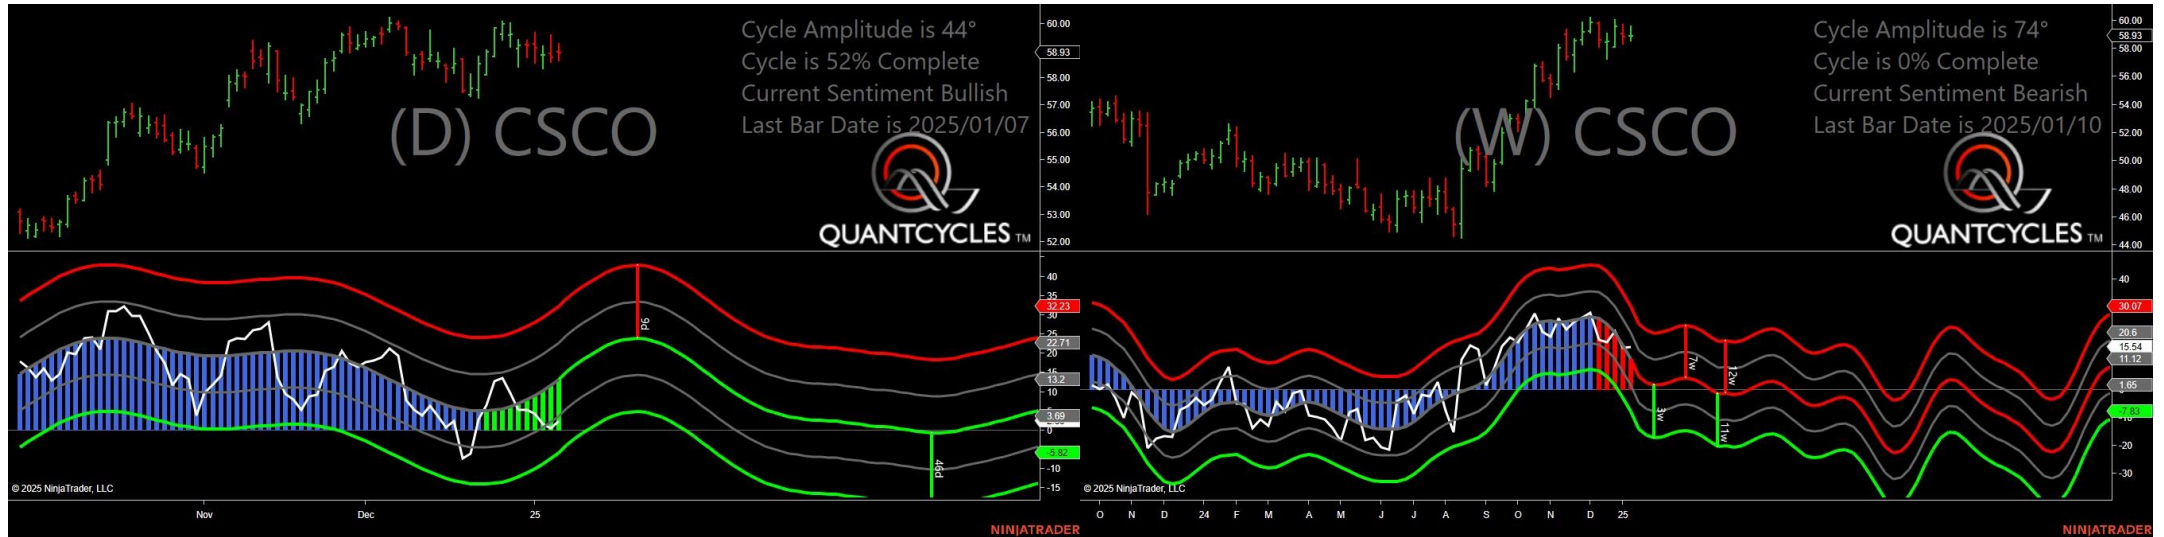 Cycle Amplitude is 44°
Cycle is 52% Complete
Current Sentiment Bullish
Last Bar Date is 2025/01/07
(D) CSCO
QUANTCYCLES TM
60.00
58.93
58.00
57.00
56.00
55.00
54.00
53.00
52.00
40
35
32.23
30
25
22.71
20
15
13.2
10
5
3.69
0
-5.82
-10
-15
9d
46d
© 2025 NinjaTrader, LLC
Nov Dec 25
NINJATRADER
Cycle Amplitude is 74°
Cycle is 0% Complete
Current Sentiment Bearish
Last Bar Date is 2025/01/10
(W) CSCO
QUANTCYCLES TM
60.00
58.93
58.00
56.00
54.00
52.00
50.00
48.00
46.00
44.00
40
30.07
20.6
15.54
11.12
1.65
-7.83
-20
-30
7w
12w
3w
11w
© 2025 NinjaTrader, LLC
O N D 24 F M A M J J A S O N D 25
NINJATRADER